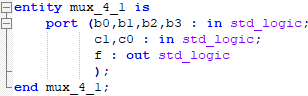 entity mux_4_1 is
port (b0,b1,b2,b3 : in std_logic;
c1,c0 : in std_logic;
f : out std_logic
);
end mux_4_1;